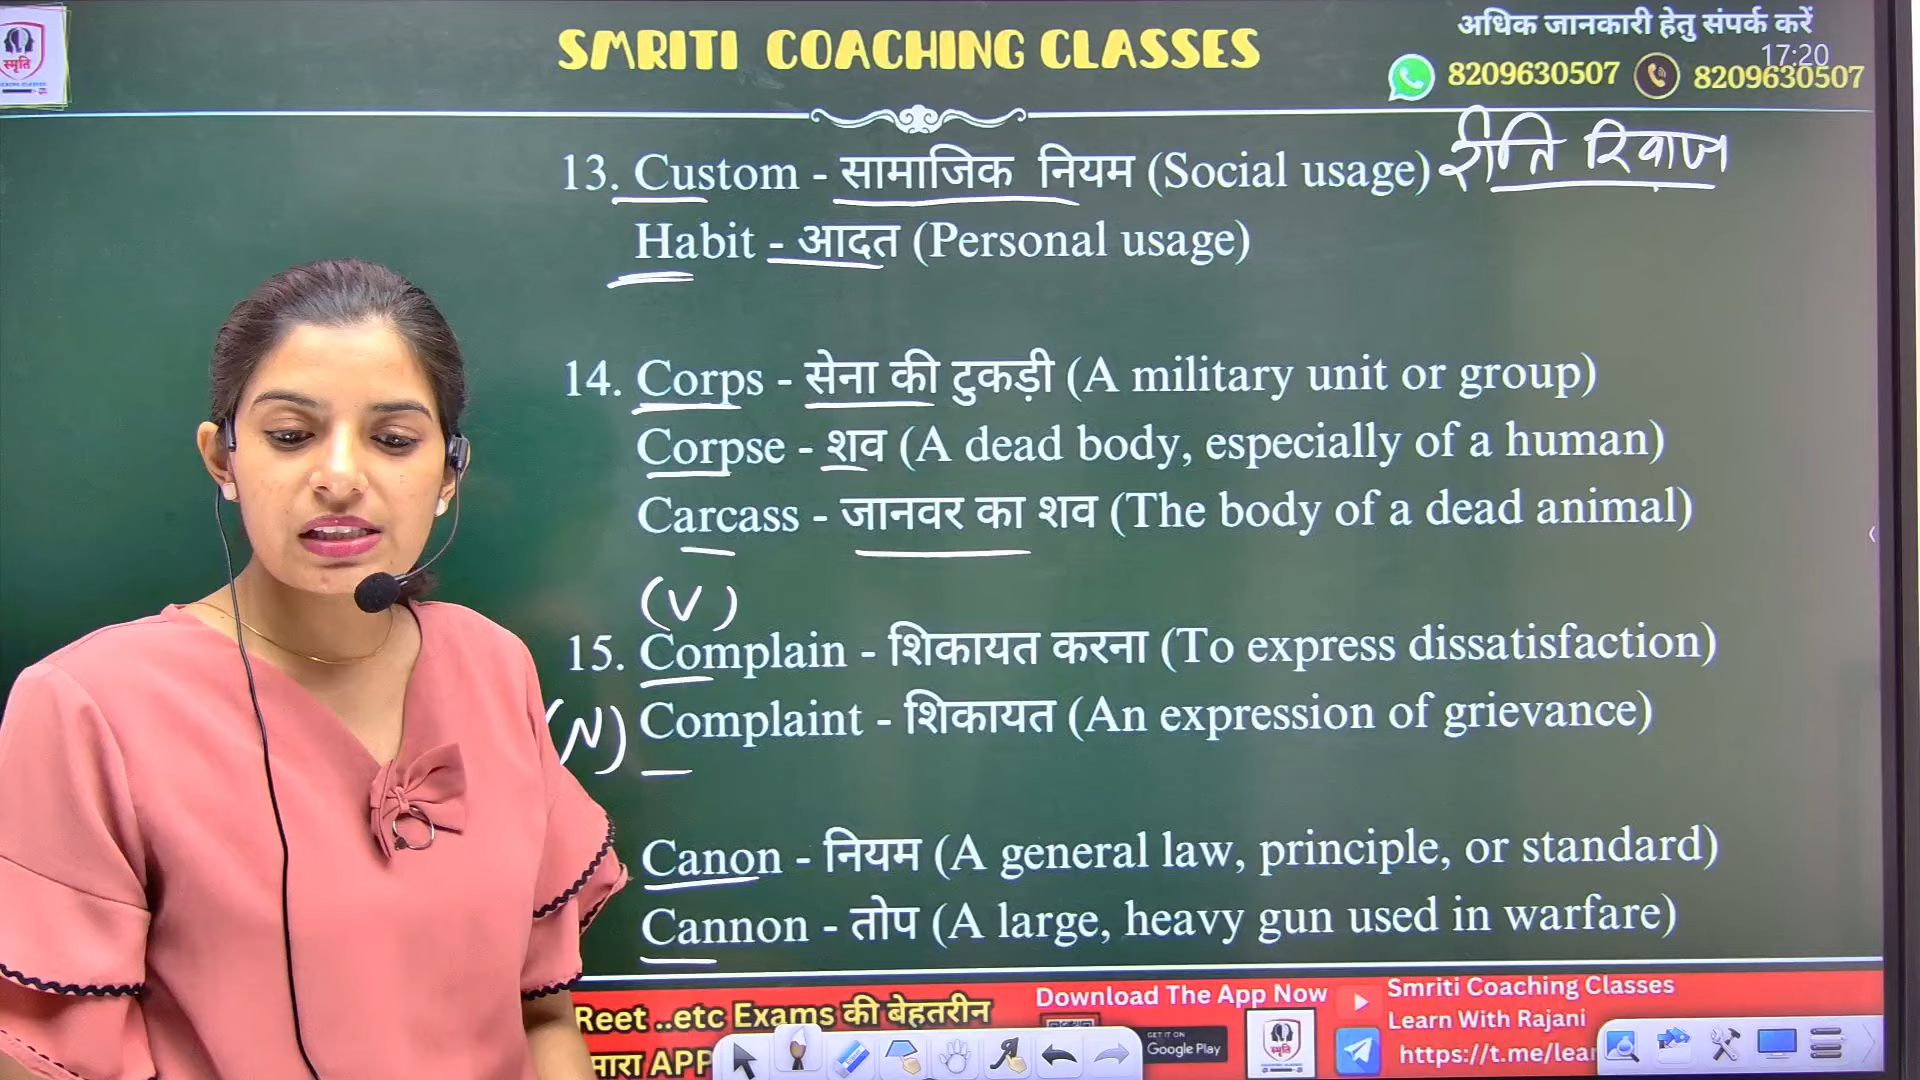 स्मृति
SMRITI COACHING CLASSES
अधिक जानकारी हेतु संपर्क करें
17:20
8209630507 8209630507
13. Custom - सामाजिक नियम (Social usage) रीति रिवाज
Habit - आदत (Personal usage)
14. Corps - सेना की टुकड़ी (A military unit or group)
Corpse - शव (A dead body, especially of a human)
Carcass - जानवर का शव (The body of a dead animal)
(V)
15. Complain - शिकायत करना (To express dissatisfaction)
(N) Complaint - शिकायत (An expression of grievance)
Canon - नियम (A general law, principle, or standard)
Cannon - तोप (A large, heavy gun used in warfare)
Reet ..etc Exams की बेहतरीन
मारा APP
Download The App Now
GET IT ON
Google Play
स्मृति
Smriti Coaching Classes
Learn With Rajani
https://t.me/lear